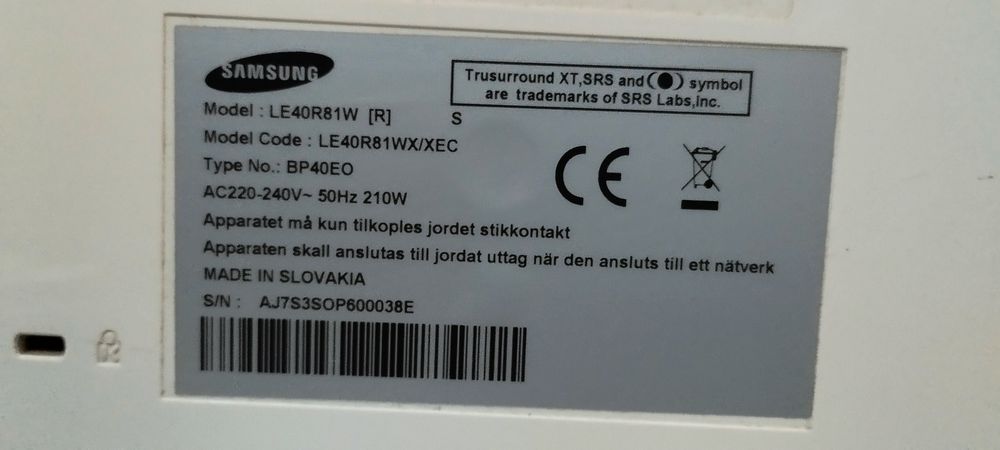 SAMSUNG
Trusurround XT,SRS and (●) symbol
are trademarks of SRS Labs,Inc.
Model : LE40R81W [R] S
Model Code : LE40R81WX/XEC
Type No.: BP40EO
AC220-240V~ 50Hz 210W
Apparatet må kun tilkoples jordet stikkontakt
Apparaten skall anslutas till jordat uttag när den ansluts till ett nätverk
MADE IN SLOVAKIA
S/N : AJ7S3SOP600038E
CE